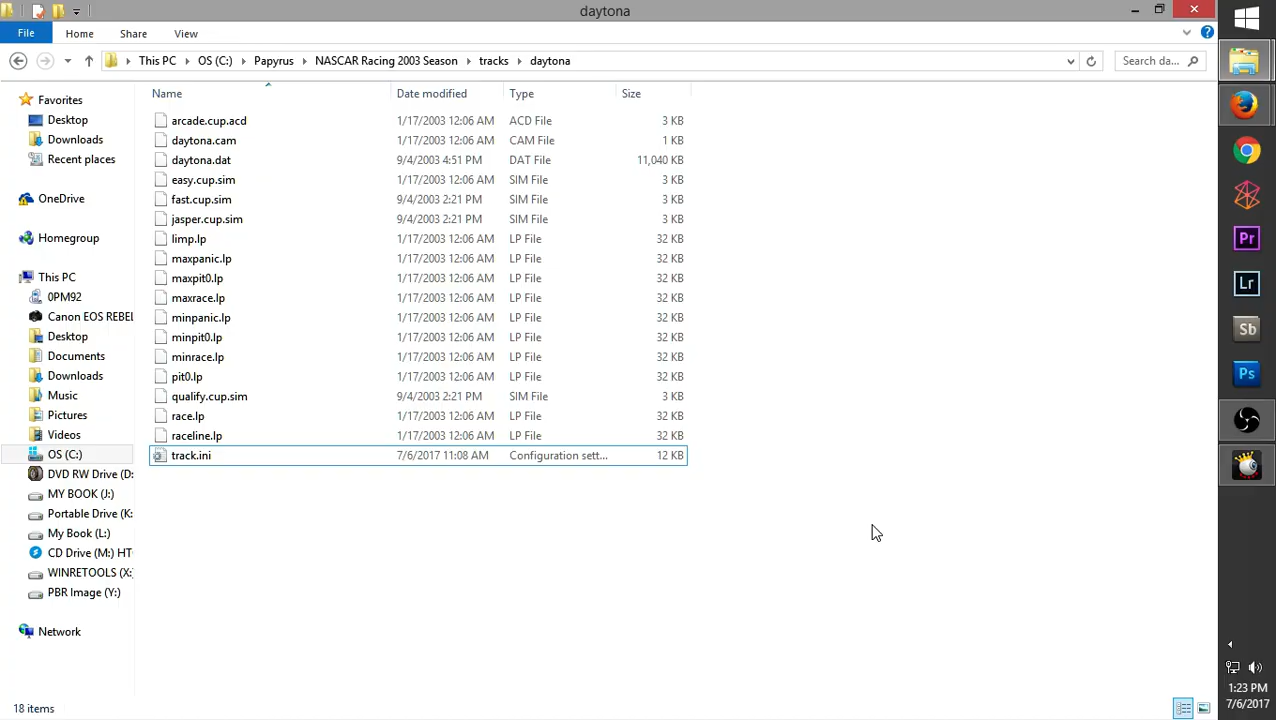 daytona
File Home Share View
This PC OS (C:) Papyrus NASCAR Racing 2003 Season tracks daytona
Search da...
Name Date modified Type Size
arcade.cup.acd 1/17/2003 12:06 AM ACD File 3 KB
daytona.cam 1/17/2003 12:06 AM CAM File 1 KB
daytona.dat 9/4/2003 4:51 PM DAT File 11,040 KB
easy.cup.sim 1/17/2003 12:06 AM SIM File 3 KB
fast.cup.sim 9/4/2003 2:21 PM SIM File 3 KB
jasper.cup.sim 9/4/2003 2:21 PM SIM File 3 KB
limp.lp 1/17/2003 12:06 AM LP File 32 KB
maxpanic.lp 1/17/2003 12:06 AM LP File 32 KB
maxpit0.lp 1/17/2003 12:06 AM LP File 32 KB
maxrace.lp 1/17/2003 12:06 AM LP File 32 KB
minpanic.lp 1/17/2003 12:06 AM LP File 32 KB
minpit0.lp 1/17/2003 12:06 AM LP File 32 KB
minrace.lp 1/17/2003 12:06 AM LP File 32 KB
pit0.lp 1/17/2003 12:06 AM LP File 32 KB
qualify.cup.sim 9/4/2003 2:21 PM SIM File 3 KB
race.lp 1/17/2003 12:06 AM LP File 32 KB
raceline.lp 1/17/2003 12:06 AM LP File 32 KB
track.ini 7/6/2017 11:08 AM Configuration sett... 12 KB
Favorites
Desktop
Downloads
Recent places
OneDrive
Homegroup
This PC
0PM92
Canon EOS REBEL
Desktop
Documents
Downloads
Music
Pictures
Videos
OS (C:)
DVD RW Drive (D:
MY BOOK (J:)
Portable Drive (K:
My Book (L:)
CD Drive (M:) HT
WINRETOOLS (X:
PBR Image (Y:)
Network
18 items
Pr
Lr
Sb
Ps
1:23 PM
7/6/2017